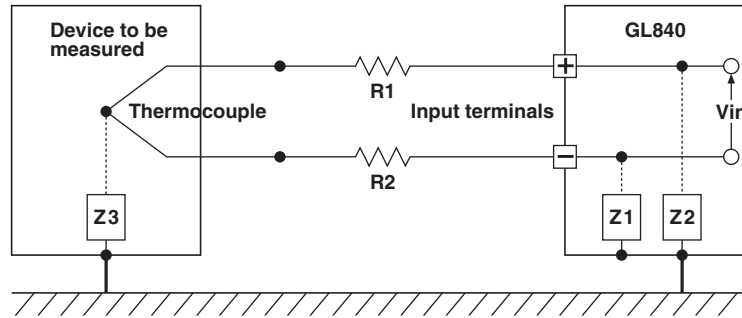 Device to be
measured
GL840
R1
Thermocouple
Input terminals
+
Vin
−
R2
Z3
Z1
Z2